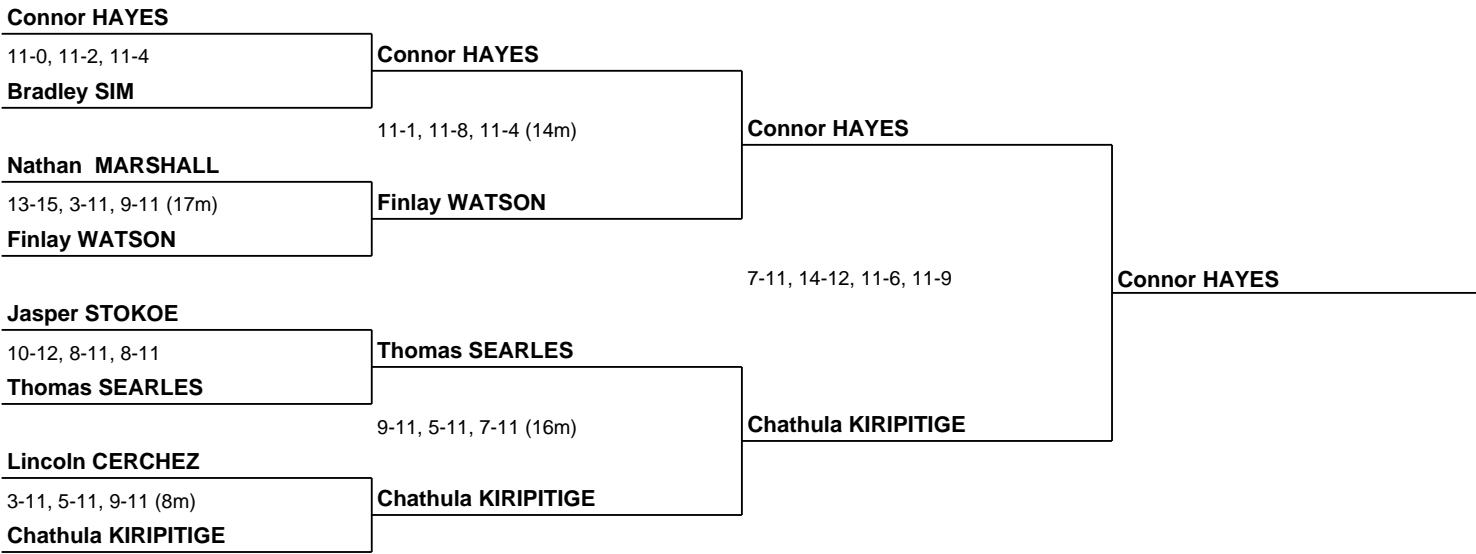 Connor HAYES
11-0, 11-2, 11-4
Connor HAYES
Bradley SIM
11-1, 11-8, 11-4 (14m)
Connor HAYES
Nathan  MARSHALL
13-15, 3-11, 9-11 (17m)
Finlay WATSON
Finlay WATSON
7-11, 14-12, 11-6, 11-9
Connor HAYES
Jasper STOKOE
10-12, 8-11, 8-11
Thomas SEARLES
Thomas SEARLES
9-11, 5-11, 7-11 (16m)
Chathula KIRIPITIGE
Lincoln CERCHEZ
3-11, 5-11, 9-11 (8m)
Chathula KIRIPITIGE
Chathula KIRIPITIGE